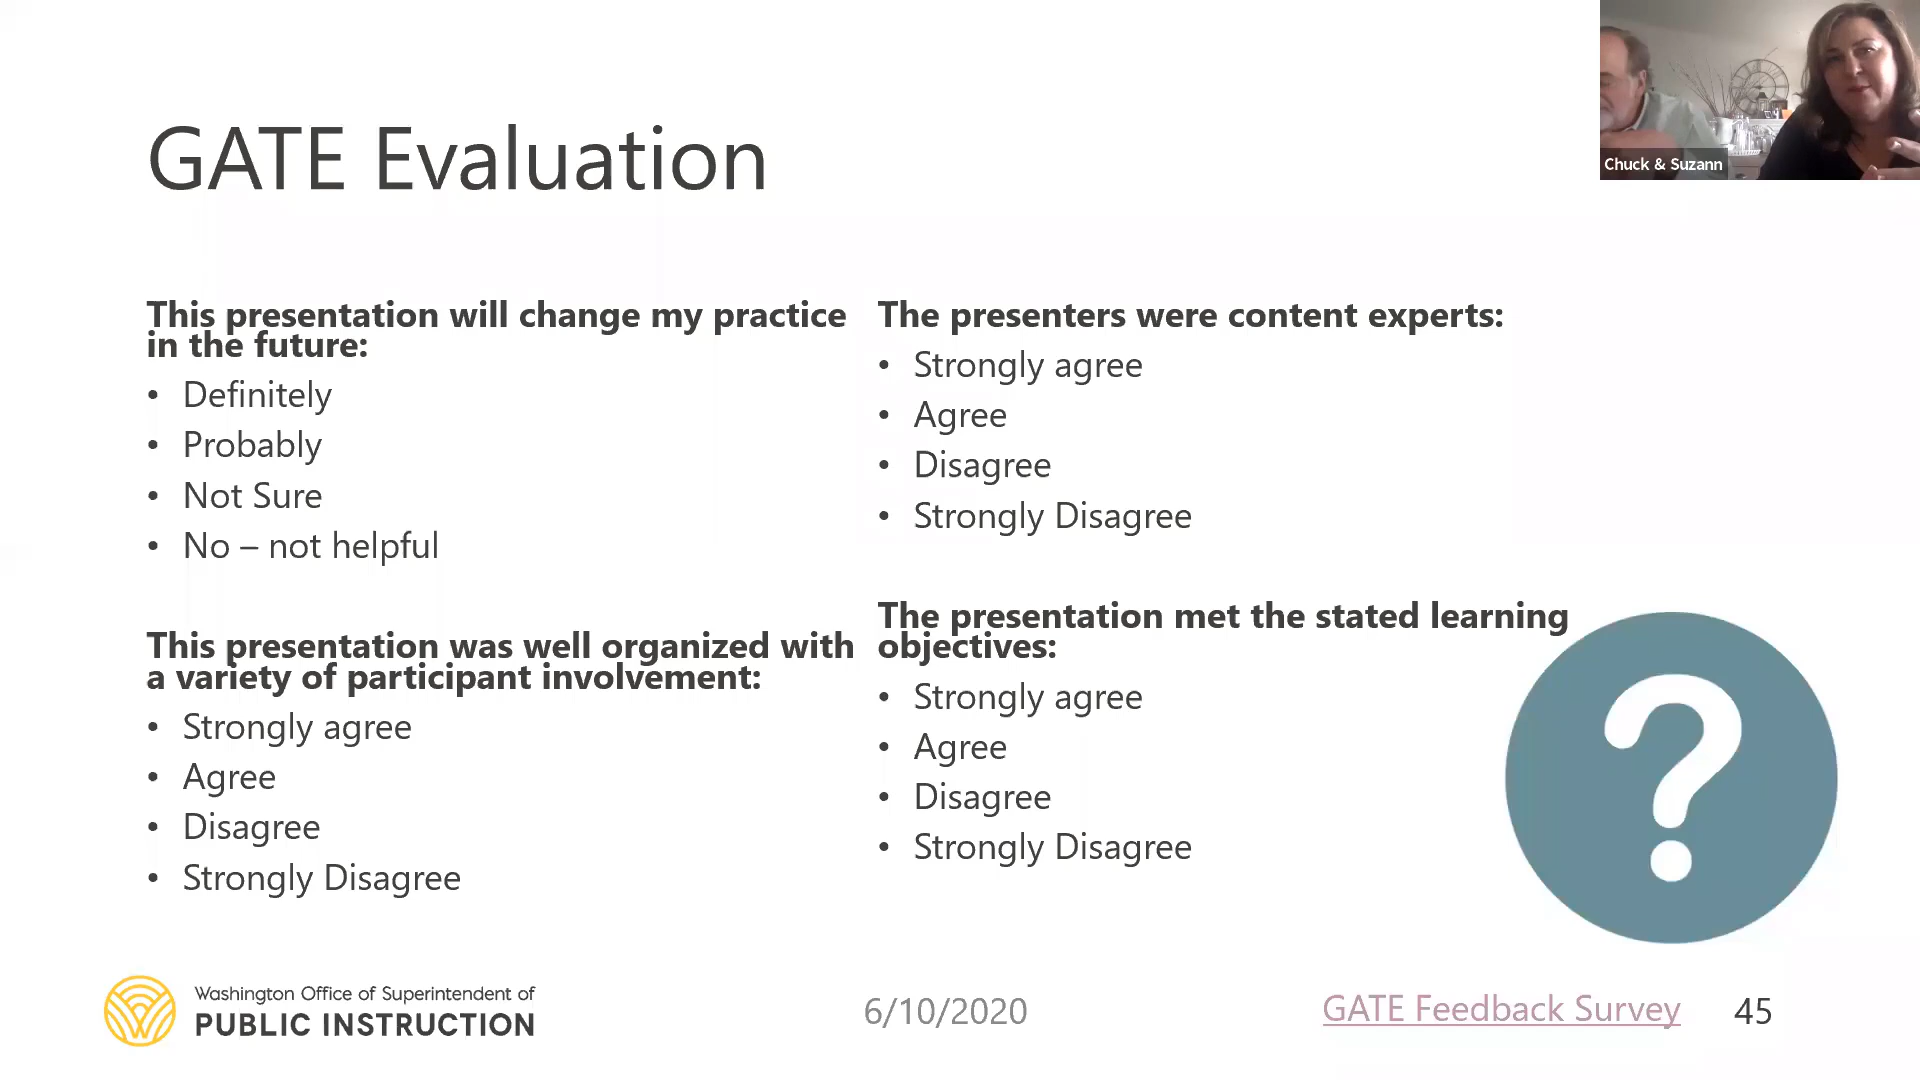 GATE Evaluation
Chuck & Suzann
This presentation will change my practice
in the future:
• Definitely
• Probably
• Not Sure
• No – not helpful
This presentation was well organized with
a variety of participant involvement:
• Strongly agree
• Agree
• Disagree
• Strongly Disagree
The presenters were content experts:
• Strongly agree
• Agree
• Disagree
• Strongly Disagree
The presentation met the stated learning
objectives:
• Strongly agree
• Agree
• Disagree
• Strongly Disagree
?
Washington Office of Superintendent of
PUBLIC INSTRUCTION
6/10/2020
GATE Feedback Survey
45